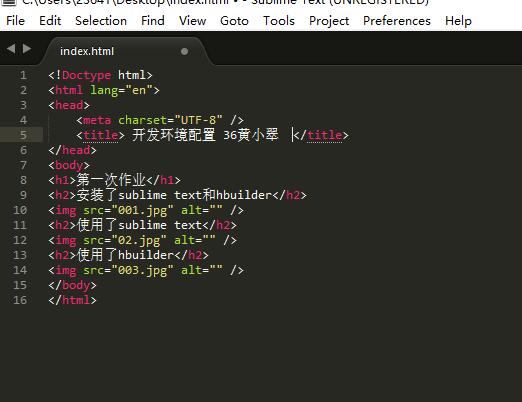 C:\Users\23641\Desktop\index.html • - Sublime Text (UNREGISTERED)
File Edit Selection Find View Goto Tools Project Preferences Help
index.html
1 <!Doctype html>
2 <html lang="en">
3 <head>
4 <meta charset="UTF-8" />
5 <title> 开发环境配置 36黄小翠 </title>
6 </head>
7 <body>
8 <h1>第一次作业</h1>
9 <h2>安装了sublime text和hbuilder</h2>
10 <img src="001.jpg" alt="" />
11 <h2>使用了sublime text</h2>
12 <img src="02.jpg" alt="" />
13 <h2>使用了hbuilder</h2>
14 <img src="003.jpg" alt="" />
15 </body>
16 </html>